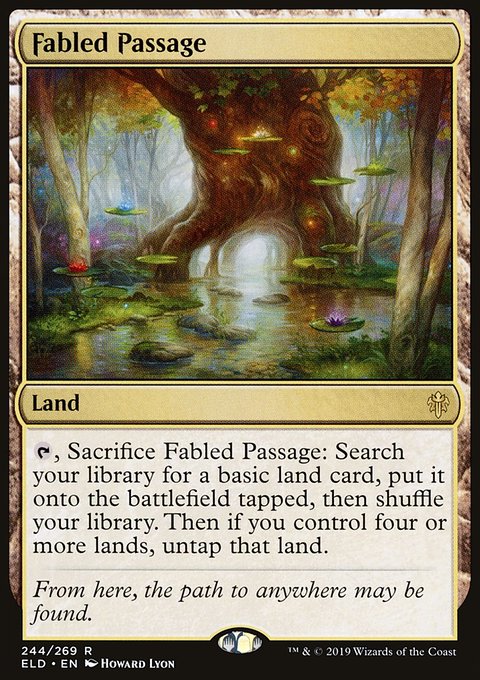 Fabled Passage
Land
, Sacrifice Fabled Passage: Search
your library for a basic land card, put it
onto the battlefield tapped, then shuffle
your library. Then if you control four or
more lands, untap that land.
From here, the path to anywhere may be
found.
244/269 R
ELD • EN Howard Lyon
™ & © 2019 Wizards of the Coast